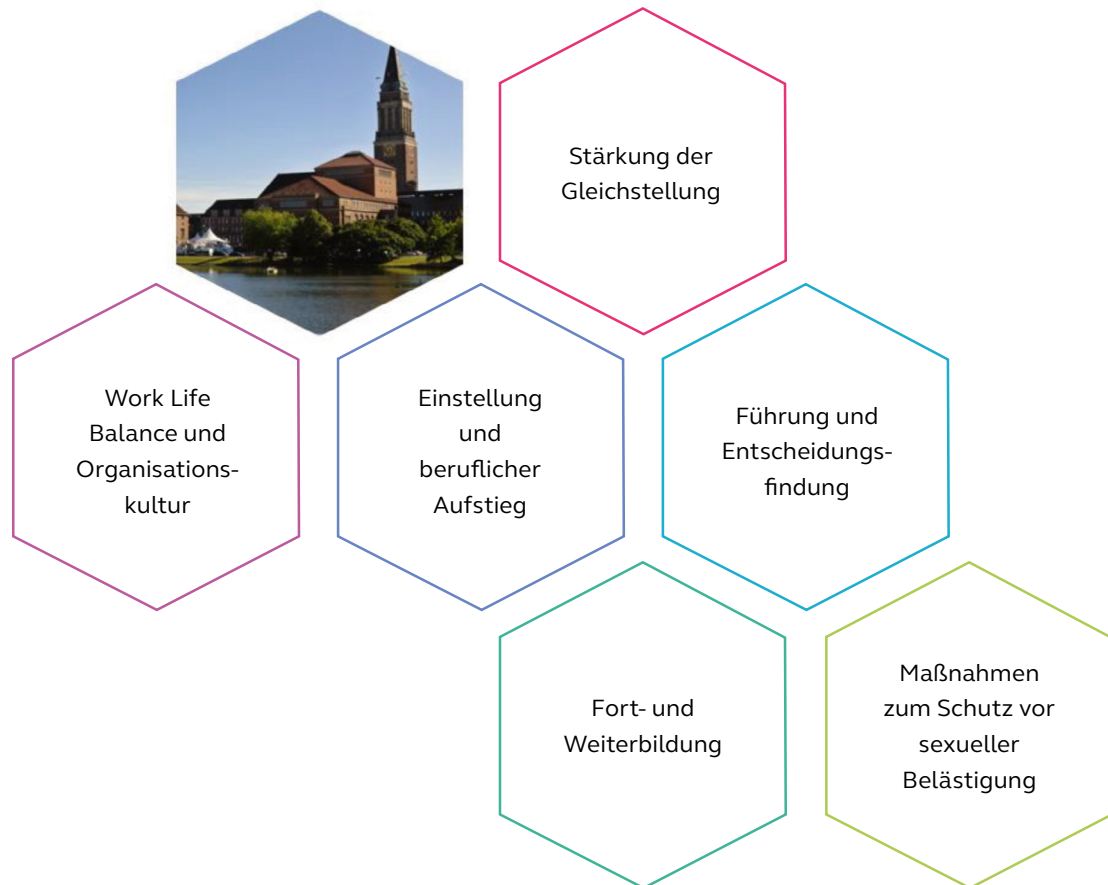 Stärkung der
Gleichstellung
Work Life
Balance und
Organisations-
kultur
Einstellung
und
beruflicher
Aufstieg
Führung und
Entscheidungs-
findung
Fort- und
Weiterbildung
Maßnahmen
zum Schutz vor
sexueller
Belästigung